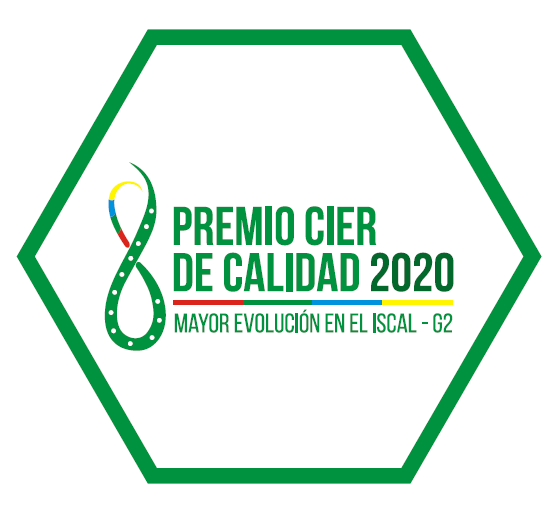 PREMIO CIER
DE CALIDAD 2020
MAYOR EVOLUCIÓN EN EL ISCAL - G2